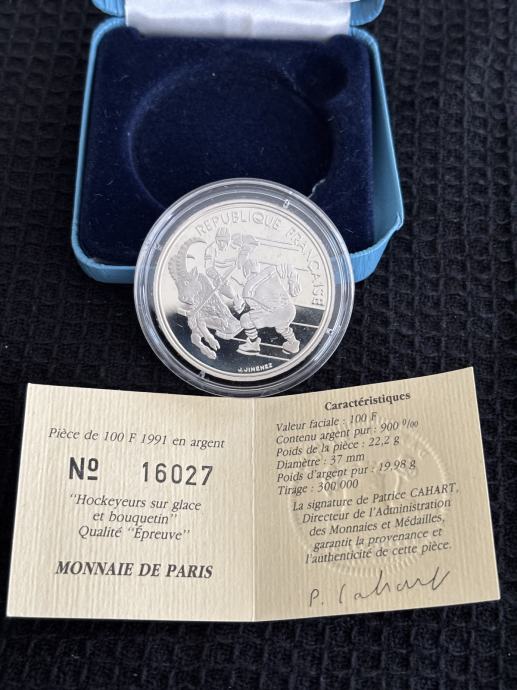 RÉPUBLIQUE FRANÇAISE
J. JIMENEZ
Pièce de 100 F 1991 en argent
No 16027
"Hockeyeurs sur glace
et bouquetin"
Qualité "Épreuve"
MONNAIE DE PARIS
Caractéristiques
Valeur faciale : 100 F
Contenu argent pur : 900 ‰
Poids de la pièce : 22,2 g
Diamètre : 37 mm
Poids d'argent pur : 19,98 g
Tirage : 300 000
La signature de Patrice CAHART,
Directeur de l'Administration
des Monnaies et Médailles,
garantit la provenance et
l'authenticité de cette pièce.
P. Cahart